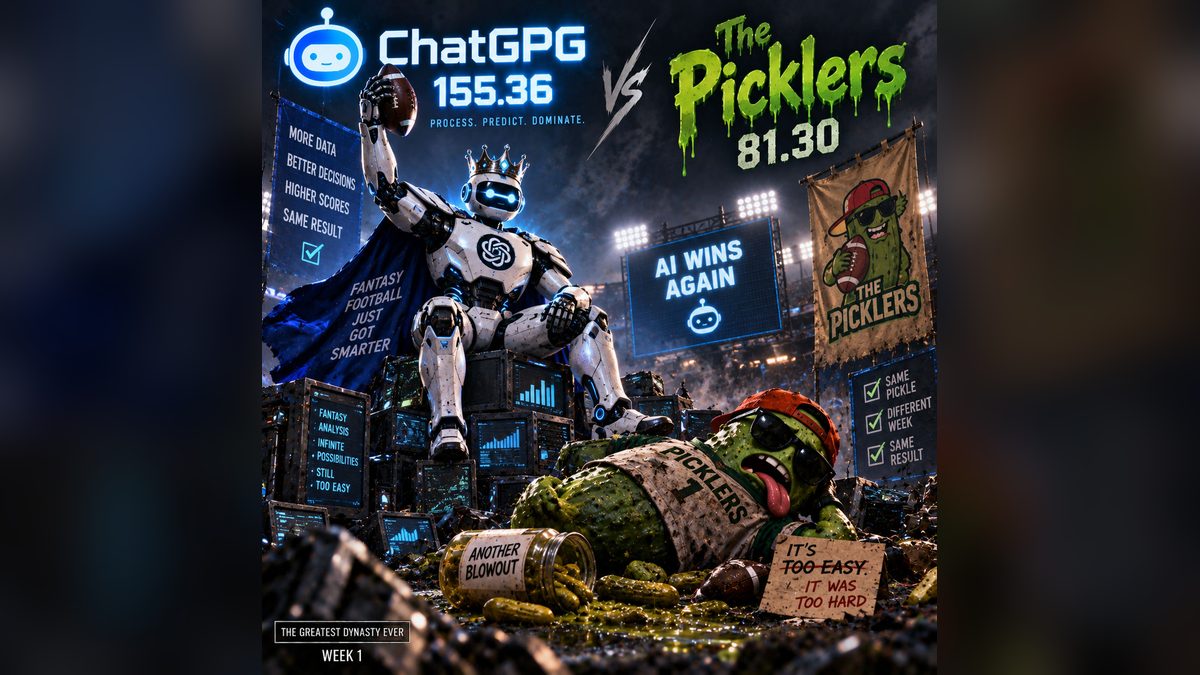 ChatGPG
155.36
PROCESS. PREDICT. DOMINATE.
VS
The
Picklers
81.30
MORE DATA
BETTER DECISIONS
HIGHER SCORES
SAME RESULT
FANTASY
FOOTBALL
JUST
GOT
SMARTER
AI WINS
AGAIN
THE
PICKLERS
SAME
PICKLE
DIFFERENT
WEEK
SAME
RESULT
• FANTASY
ANALYSIS
• INFINITE
• POSSIBILITIES
• STILL
TOO EASY
PICKLERS
1
ANOTHER
BLOWOUT
IT'S
TOO EASY
IT WAS
TOO HARD
THE GREATEST DYNASTY EVER
WEEK 1